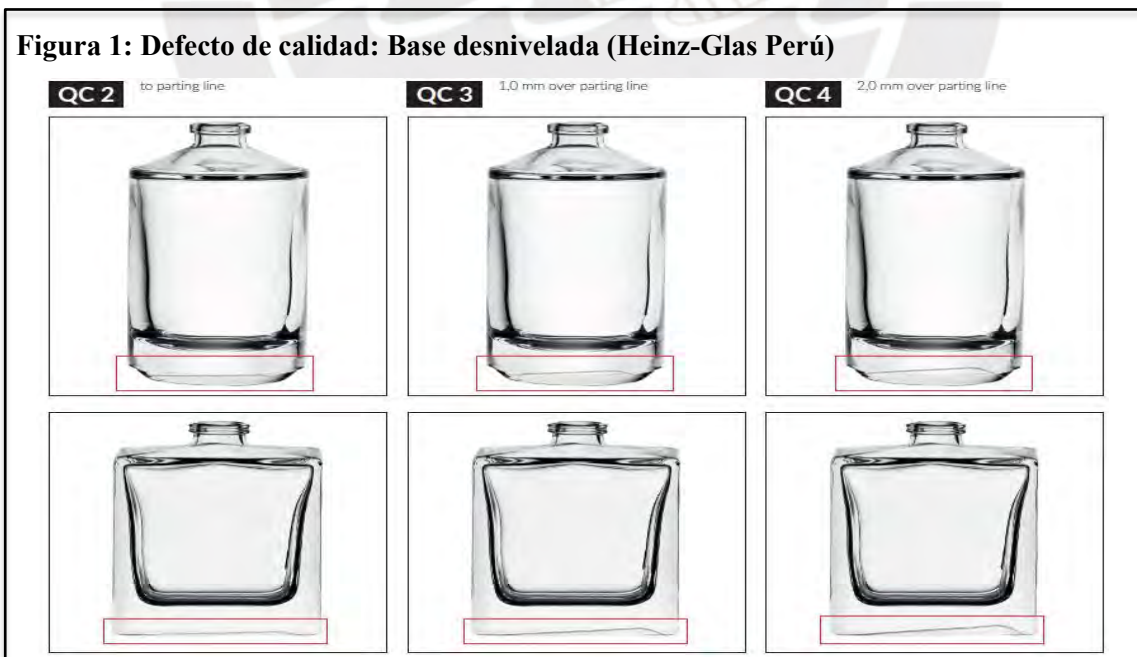 Figura 1: Defecto de calidad: Base desnivelada (Heinz-Glas Perú)
QC 2 to parting line
QC 3 1,0 mm over parting line
QC 4 2,0 mm over parting line